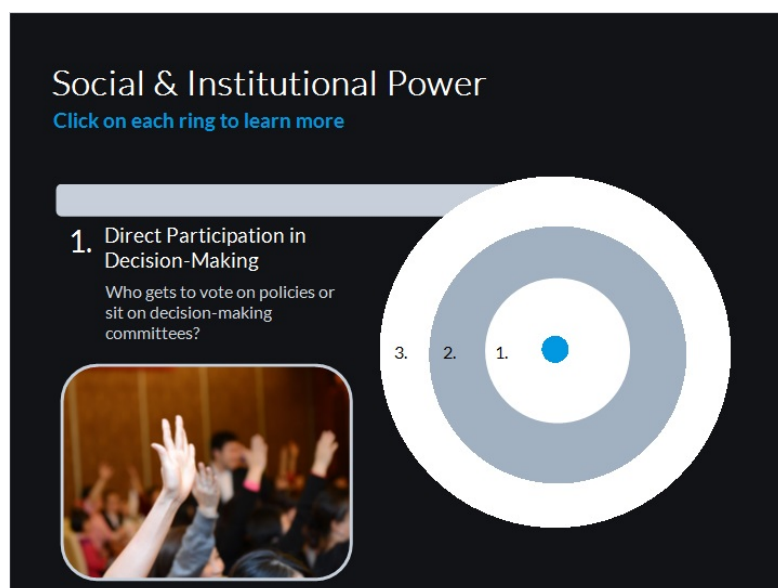 Social & Institutional Power
Click on each ring to learn more
1. Direct Participation in
Decision-Making
Who gets to vote on policies or
sit on decision-making
committees?
3. 2. 1.